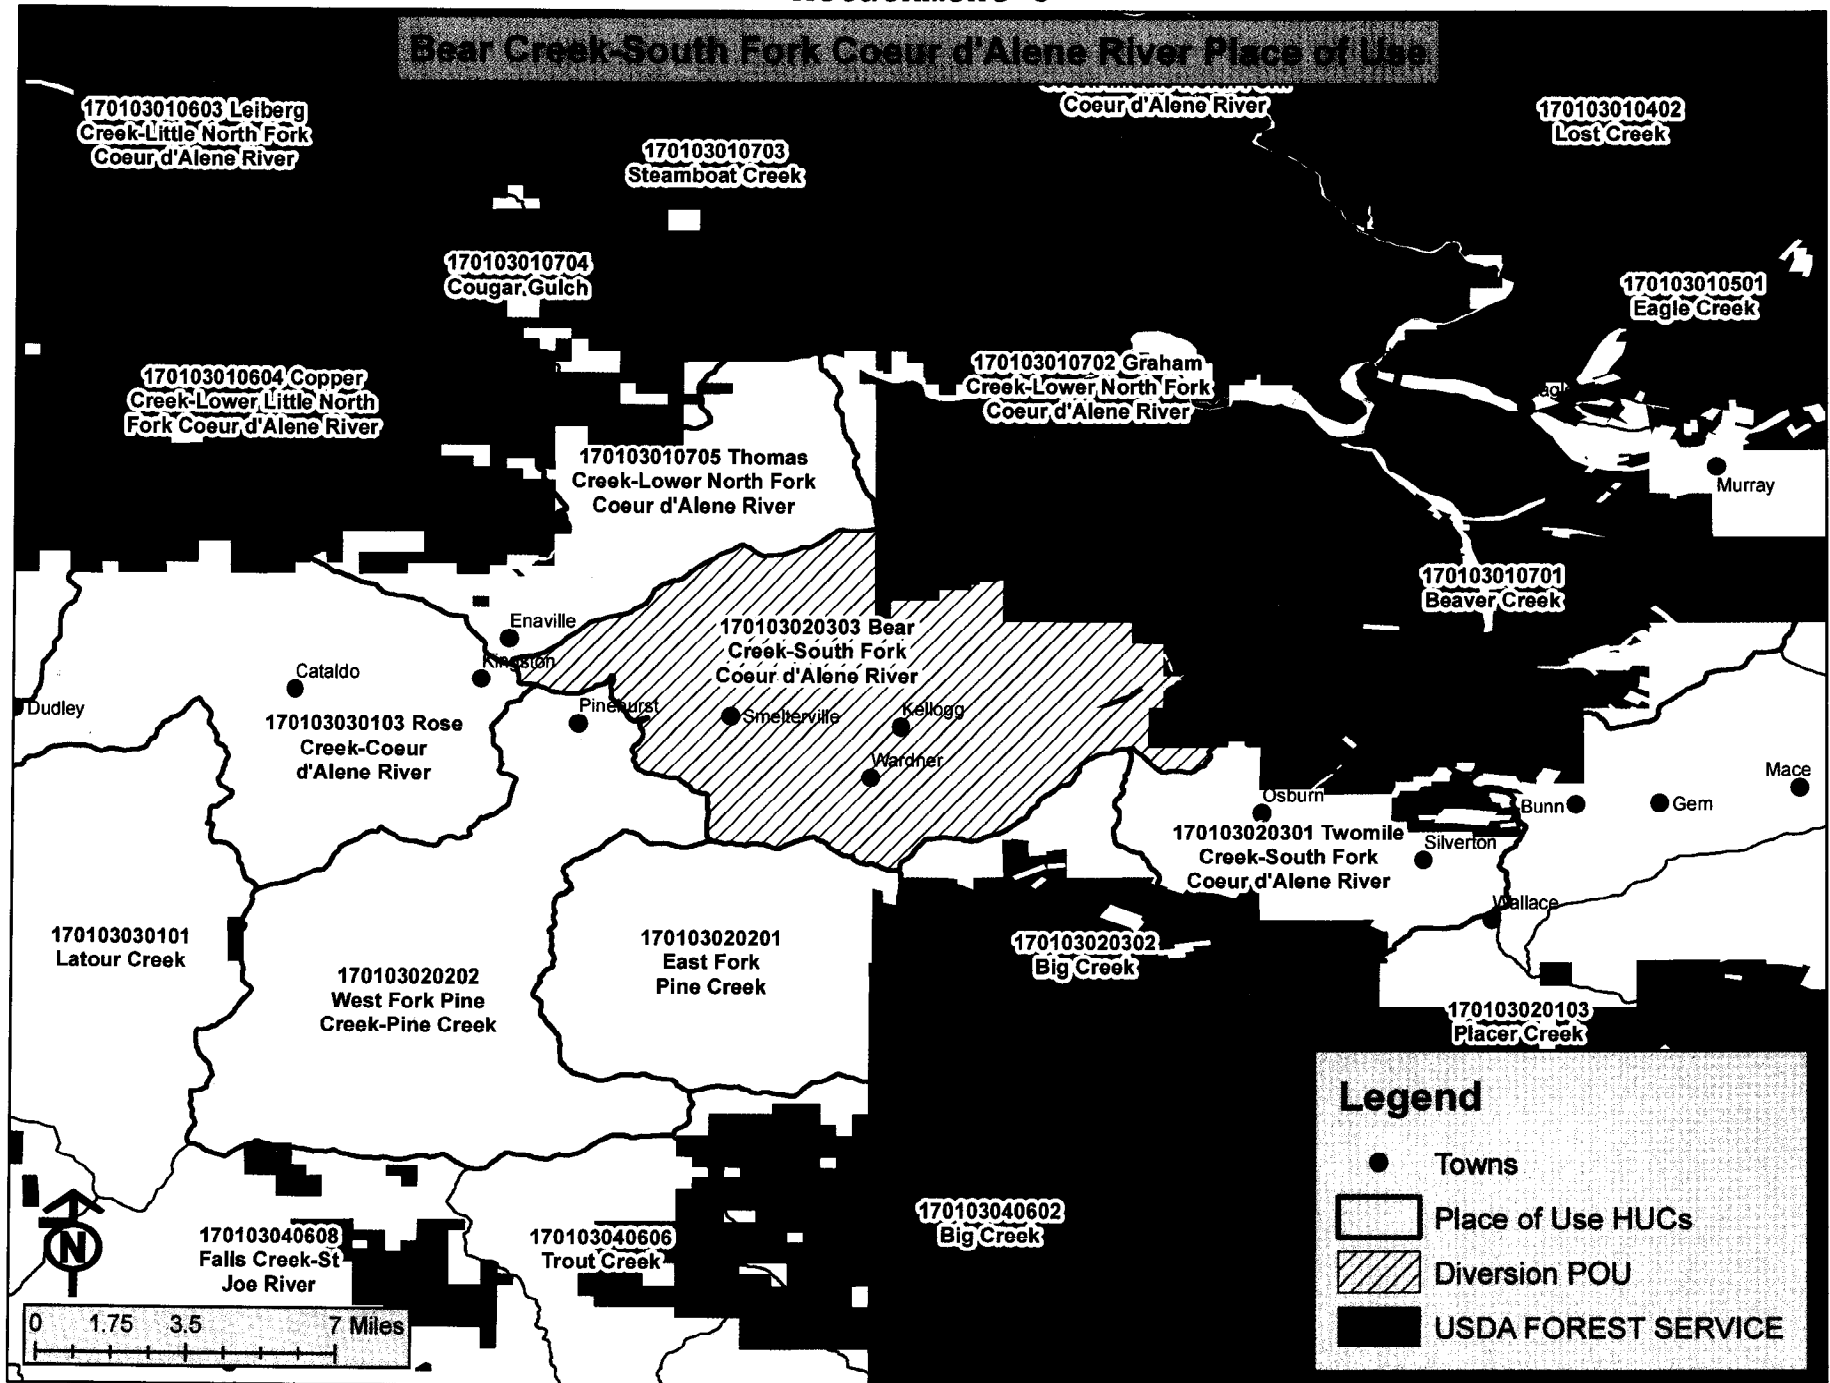 Bear Creek-South Fork Coeur d'Alene River Place of Use
170103010603 Leiberg
Creek-Little North Fork
Coeur d'Alene River
Coeur d'Alene River
170103010402
Lost Creek
170103010703
Steamboat Creek
170103010704
Cougar Gulch
170103010501
Eagle Creek
170103010604 Copper
Creek-Lower Little North
Fork Coeur d'Alene River
170103010702 Graham
Creek-Lower North Fork
Coeur d'Alene River
170103010705 Thomas
Creek-Lower North Fork
Coeur d'Alene River
Murray
170103010701
Beaver Creek
Enaville
170103020303 Bear
Creek-South Fork
Coeur d'Alene River
Kingston
Cataldo
Dudley
Pinehurst
Smelterville
Kellogg
170103030103 Rose
Creek-Coeur
d'Alene River
Wardner
Mace
Osburn
Bunn
Gem
170103020301 Twomile
Creek-South Fork
Coeur d'Alene River
Silverton
Wallace
170103030101
Latour Creek
170103020201
East Fork
Pine Creek
170103020302
Big Creek
170103020202
West Fork Pine
Creek-Pine Creek
170103020103
Placer Creek
Legend
Towns
Place of Use HUCs
Diversion POU
USDA FOREST SERVICE
170103040602
Big Creek
170103040608
Falls Creek-St
Joe River
170103040606
Trout Creek
N
0 1.75 3.5 7 Miles